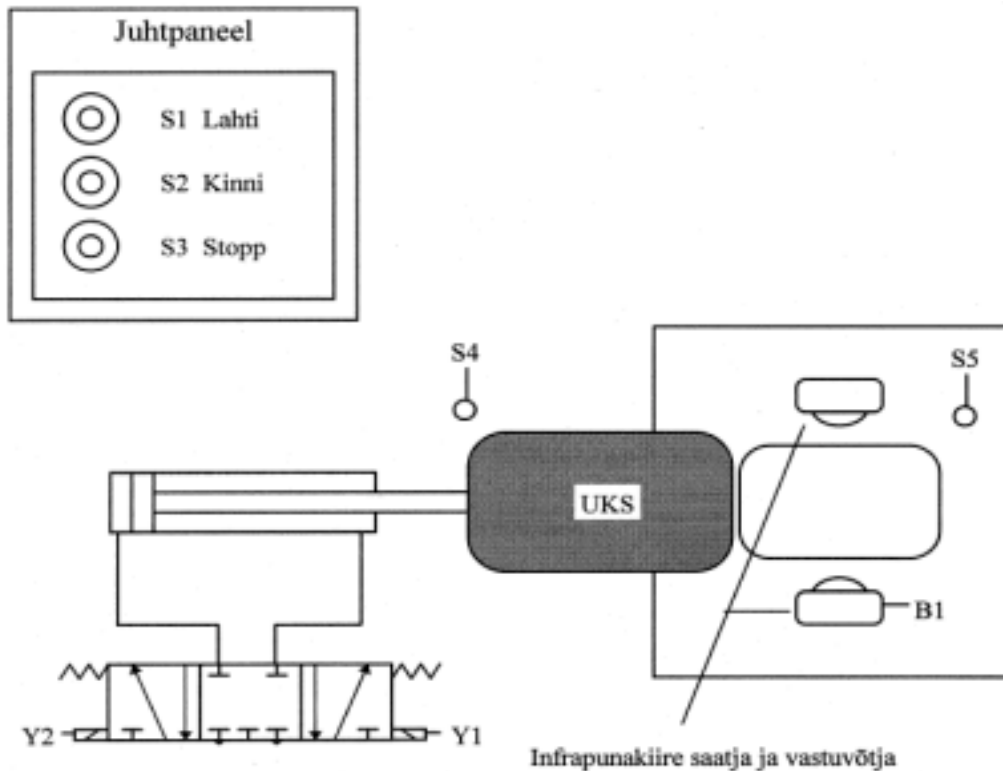 Juhtpaneel
S1 Lahti
S2 Kinni
S3 Stopp
S4
S5
UKS
B1
Y2
Y1
Infrapunakiire saatja ja vastuvõtja